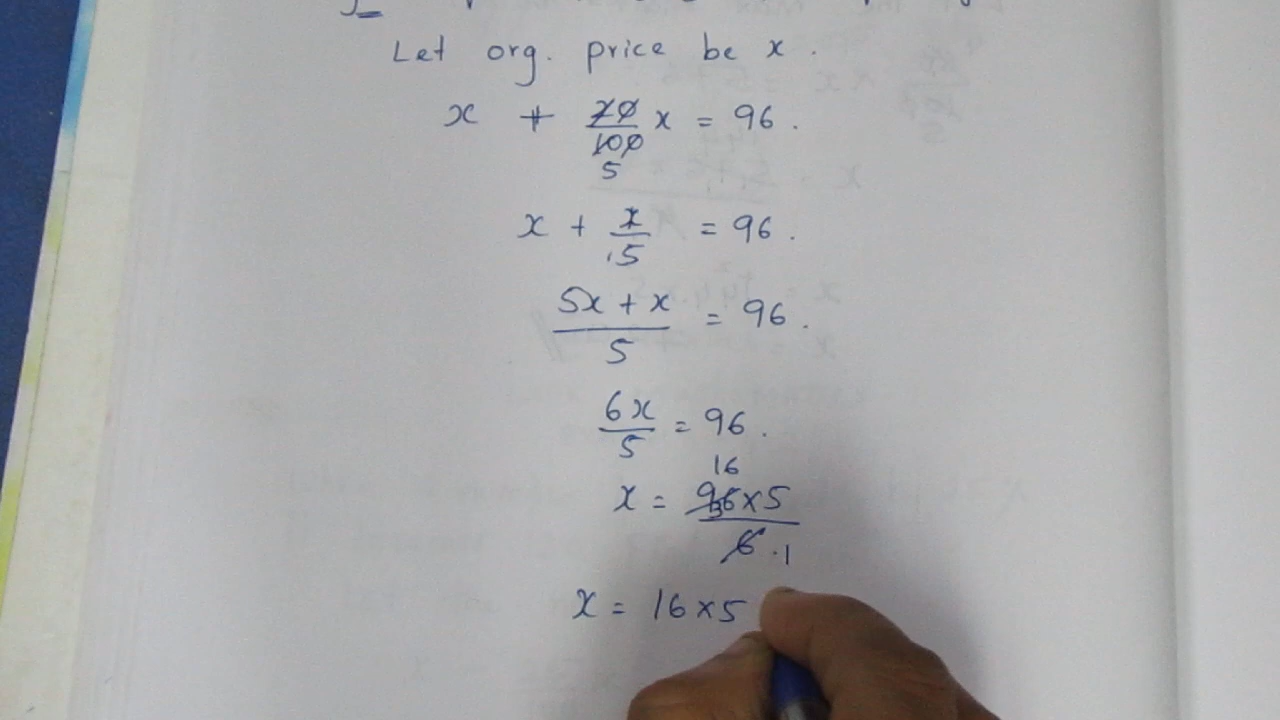 Let org. price be x.
x + 20/100 x = 96.
5
x + x/5 = 96.
5x + x / 5 = 96.
6x/5 = 96.
16
x = 96×5 / 6 . 1
x = 16×5